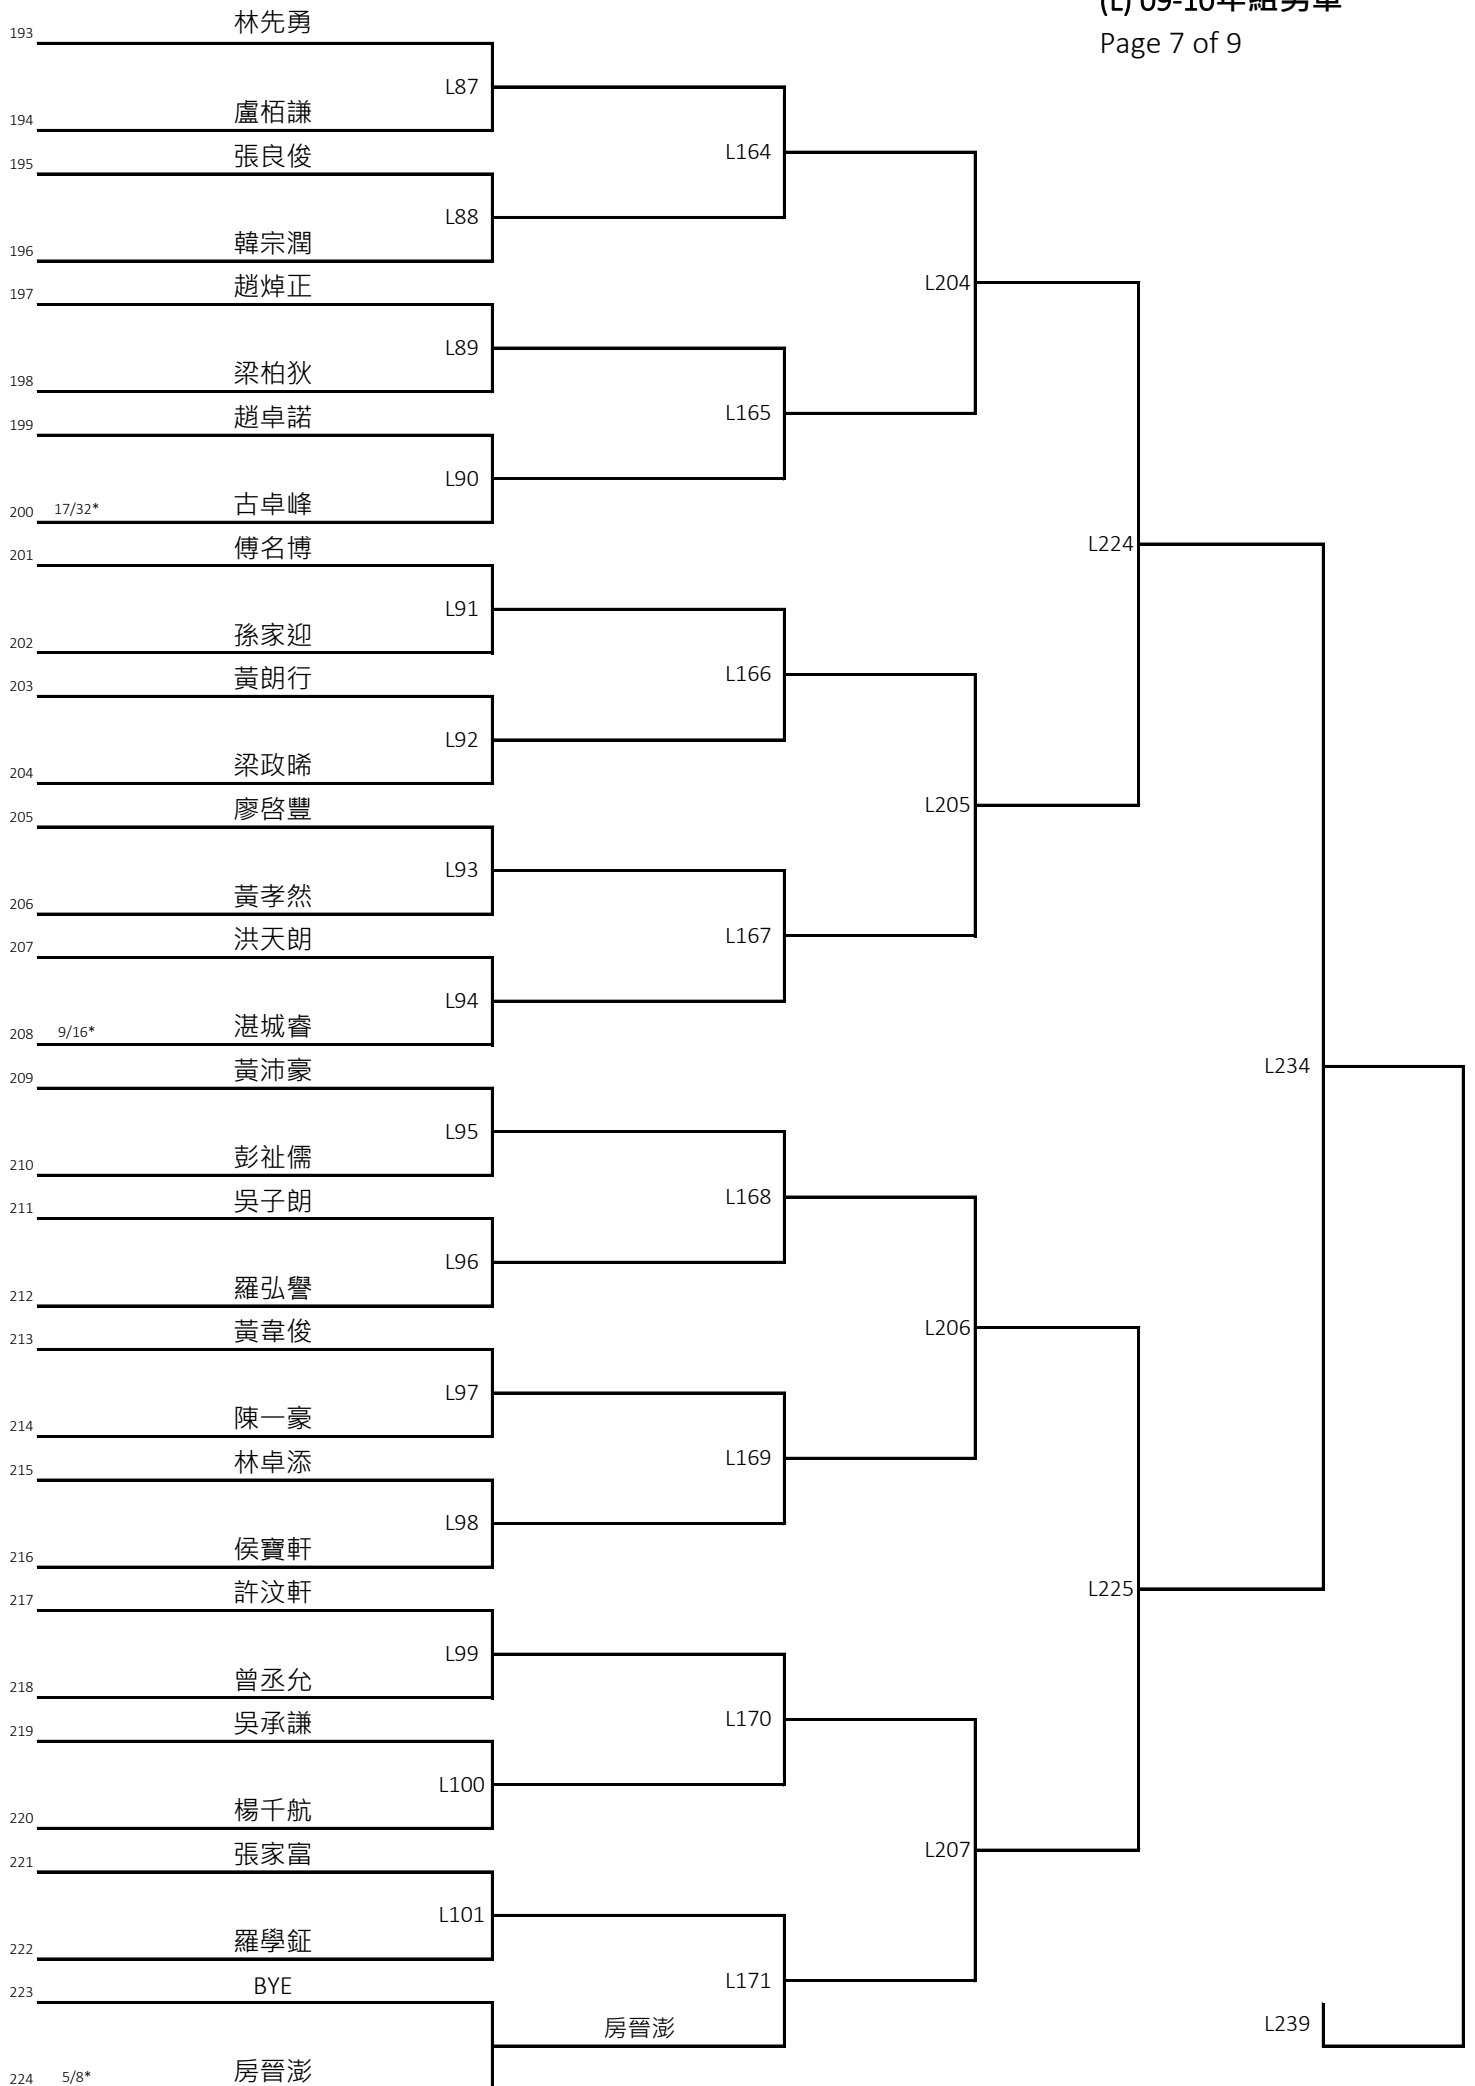 (L) 09-10年組男單
Page 7 of 9
193 林先勇
L87
194 盧栢謙
195 張良俊
L164
L88
196 韓宗潤
197 趙焯正
L204
L89
198 梁柏狄
199 趙卓諾
L165
L90
200 17/32* 古卓峰
201 傅名博
L224
L91
202 孫家迎
203 黃朗行
L166
L92
204 梁政晞
205 廖啓豐
L205
L93
206 黃孝然
207 洪天朗
L167
L94
208 9/16* 湛城睿
209 黃沛豪
L234
L95
210 彭祉儒
211 吳子朗
L168
L96
212 羅弘譽
213 黃韋俊
L206
L97
214 陳一豪
215 林卓添
L169
L98
216 侯寶軒
217 許汶軒
L225
L99
218 曾丞允
219 吳承謙
L170
L100
220 楊千航
221 張家富
L207
L101
222 羅學鉦
223 BYE
L171
房晉澎
L239
224 5/8* 房晉澎